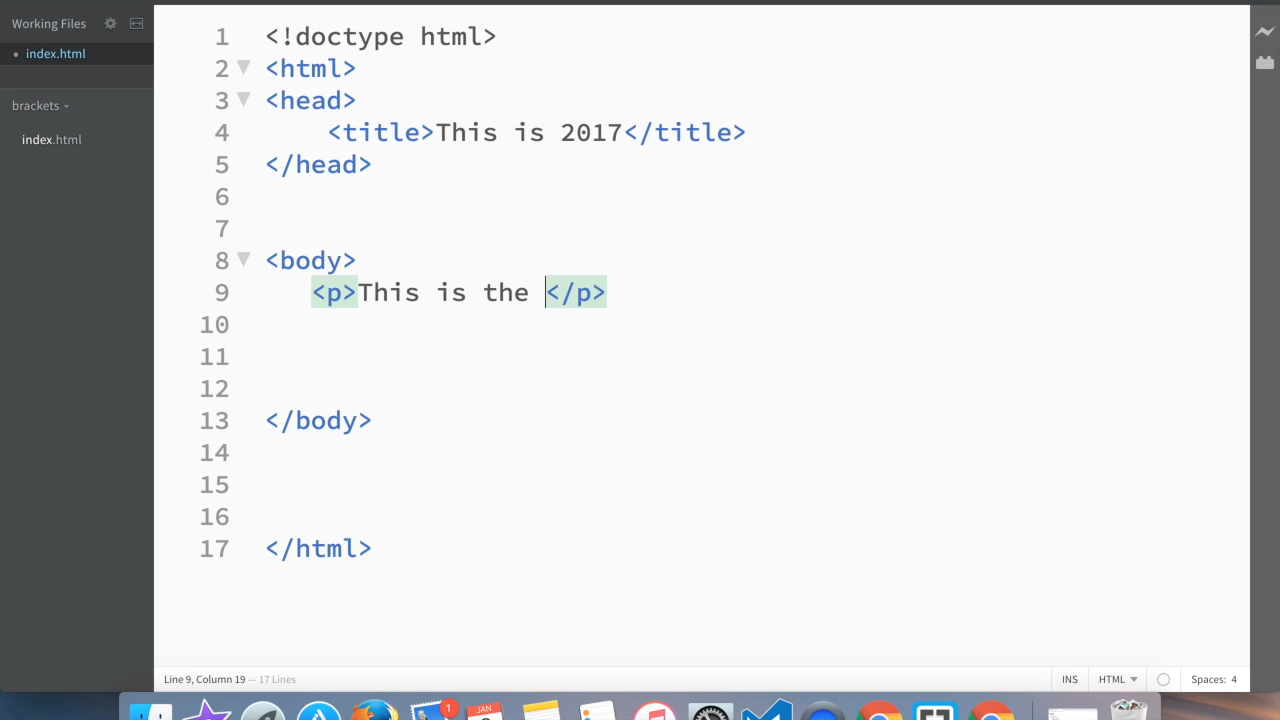 Working Files
index.html
brackets
index.html
1 <!doctype html>
2 <html>
3 <head>
4 <title>This is 2017</title>
5 </head>
6
7
8 <body>
9 <p>This is the </p>
10
11
12
13 </body>
14
15
16
17 </html>
Line 9, Column 19 — 17 Lines
INS
HTML
Spaces: 4
1
JAN